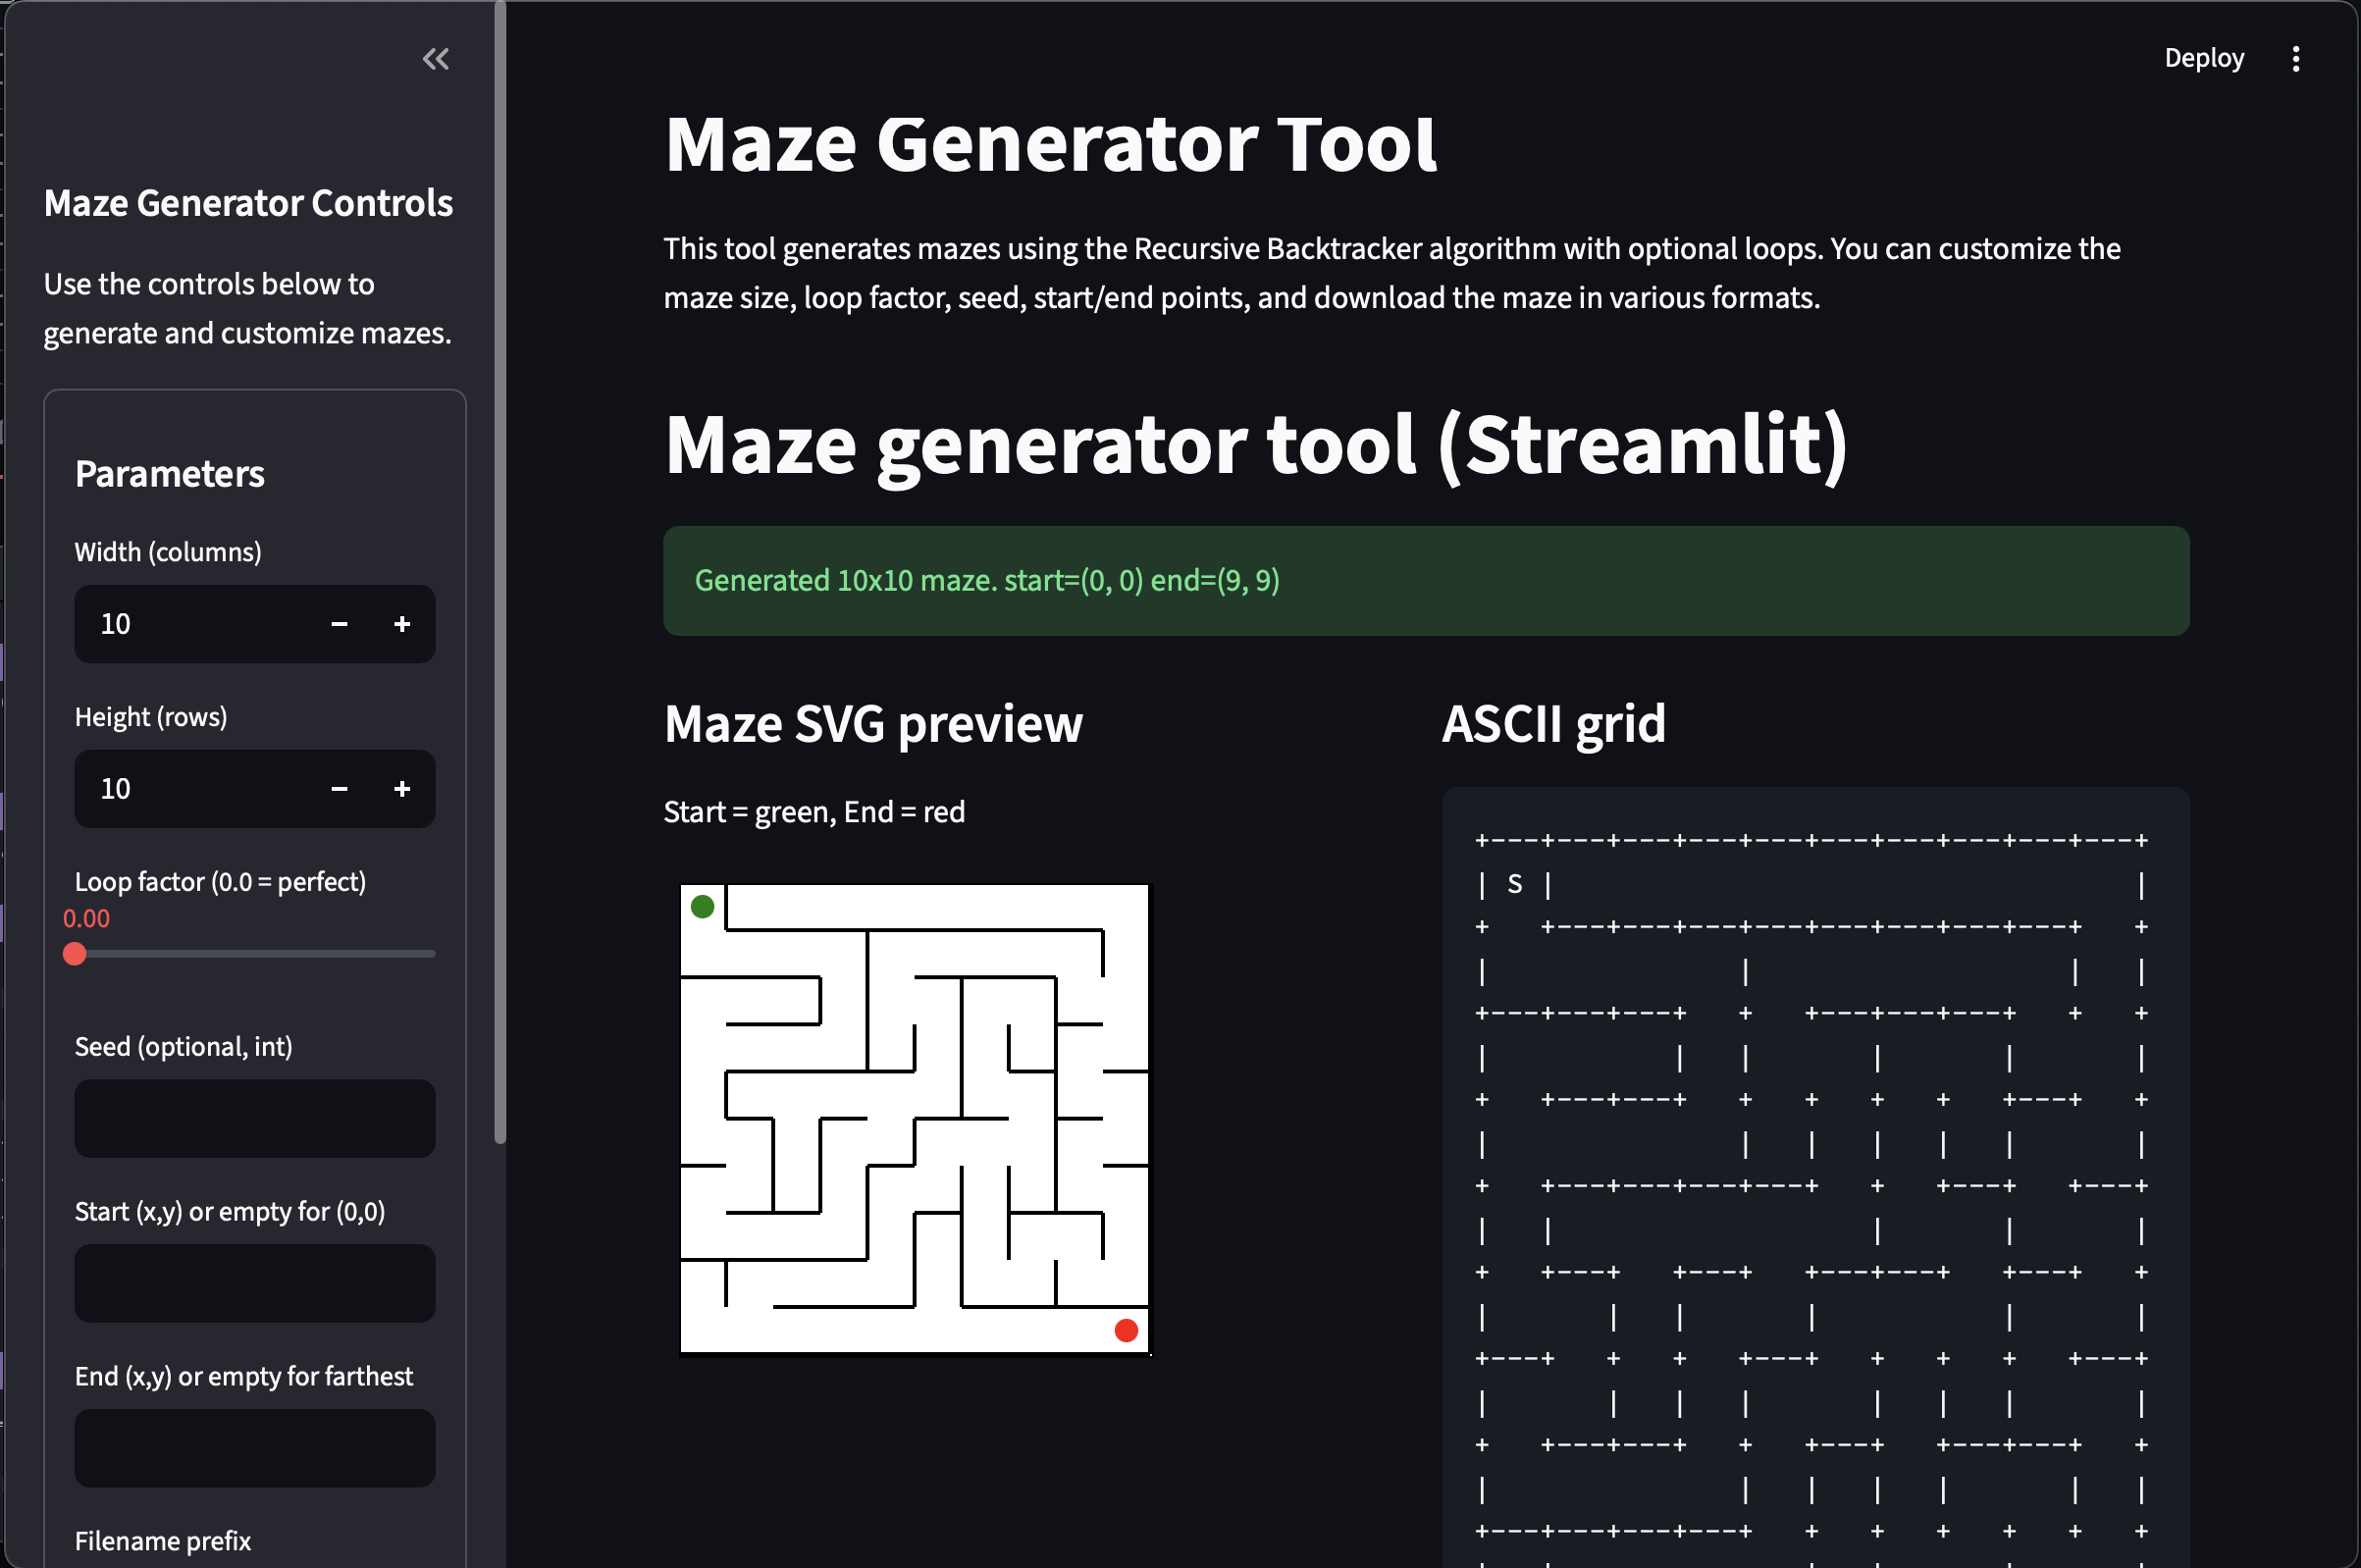 Deploy
Maze Generator Controls
Use the controls below to
generate and customize mazes.
Parameters
Width (columns)
10 − +
Height (rows)
10 − +
Loop factor (0.0 = perfect)
0.00
Seed (optional, int)
Start (x,y) or empty for (0,0)
End (x,y) or empty for farthest
Filename prefix
Maze Generator Tool
This tool generates mazes using the Recursive Backtracker algorithm with optional loops. You can customize the
maze size, loop factor, seed, start/end points, and download the maze in various formats.
Maze generator tool (Streamlit)
Generated 10x10 maze. start=(0, 0) end=(9, 9)
Maze SVG preview
Start = green, End = red
ASCII grid
+---+---+---+---+---+---+---+---+---+---+
| S |                                   |
+   +---+---+---+---+---+---+---+---+   +
|               |                   |   |
+---+---+---+   +   +---+---+---+   +   +
|           |   |       |       |       |
+   +---+---+   +   +   +   +   +---+   +
|               |   |   |   |   |       |
+   +---+---+---+---+   +   +---+   +---+
|   |                   |       |       |
+   +---+   +---+   +---+---+   +---+   +
|       |   |       |           |       |
+---+   +   +   +---+   +   +   +   +---+
|       |   |   |       |   |   |       |
+   +---+---+   +   +---+   +---+---+   +
|               |   |   |   |       |   |
+---+---+---+---+   +   +   +   +   +   +